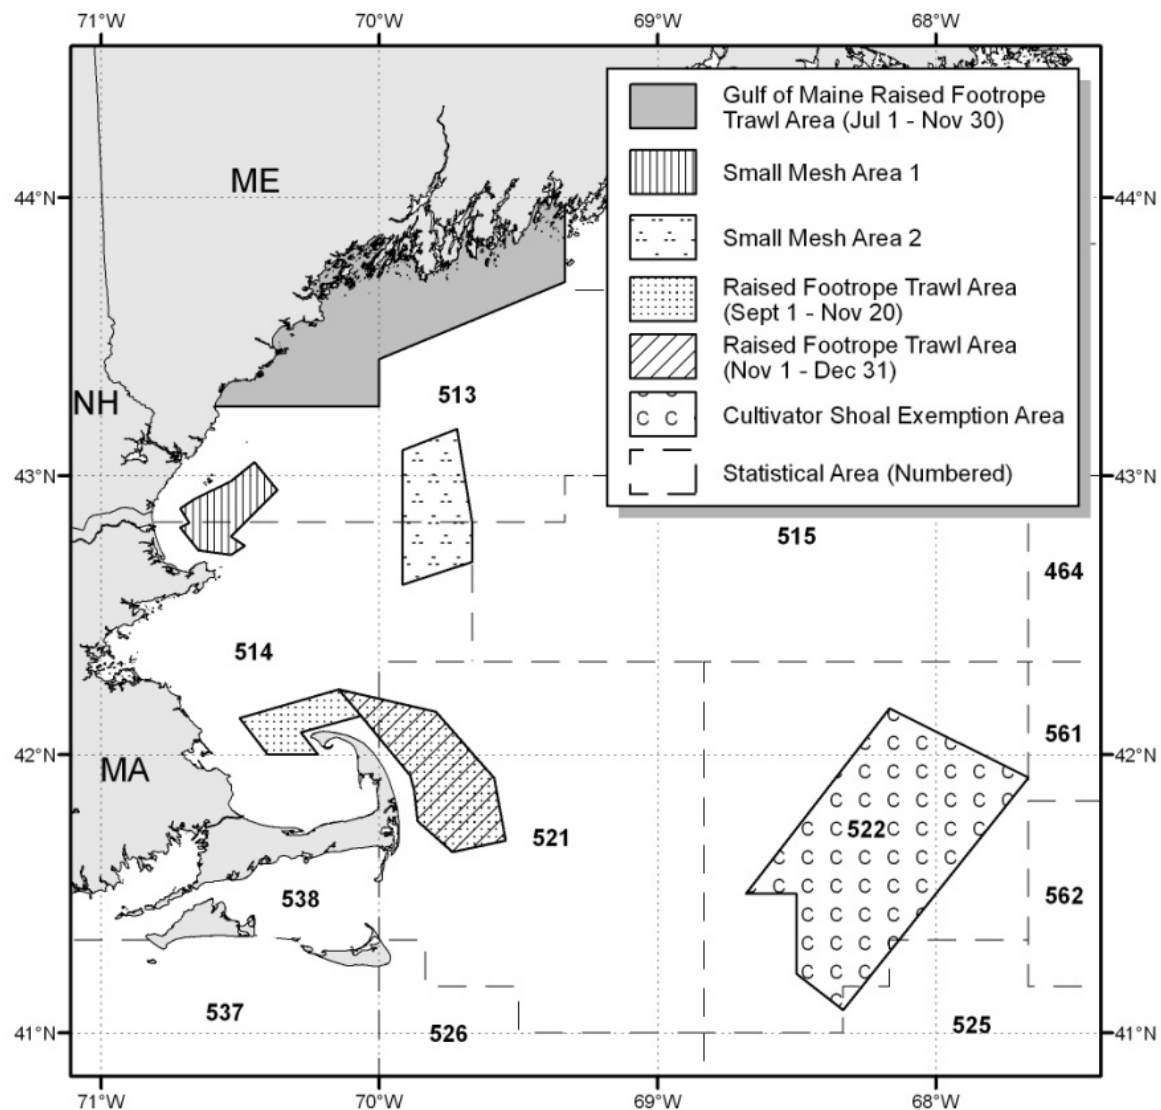 71°W 70°W 69°W 68°W
Gulf of Maine Raised Footrope
Trawl Area (Jul 1 - Nov 30)
Small Mesh Area 1
Small Mesh Area 2
Raised Footrope Trawl Area
(Sept 1 - Nov 20)
Raised Footrope Trawl Area
(Nov 1 - Dec 31)
C C
Cultivator Shoal Exemption Area
Statistical Area (Numbered)
ME
44°N 44°N
NH
513
43°N 43°N
515
464
514
561
42°N 42°N
MA
522
521
562
538
537
526
525
41°N 41°N
71°W 70°W 69°W 68°W